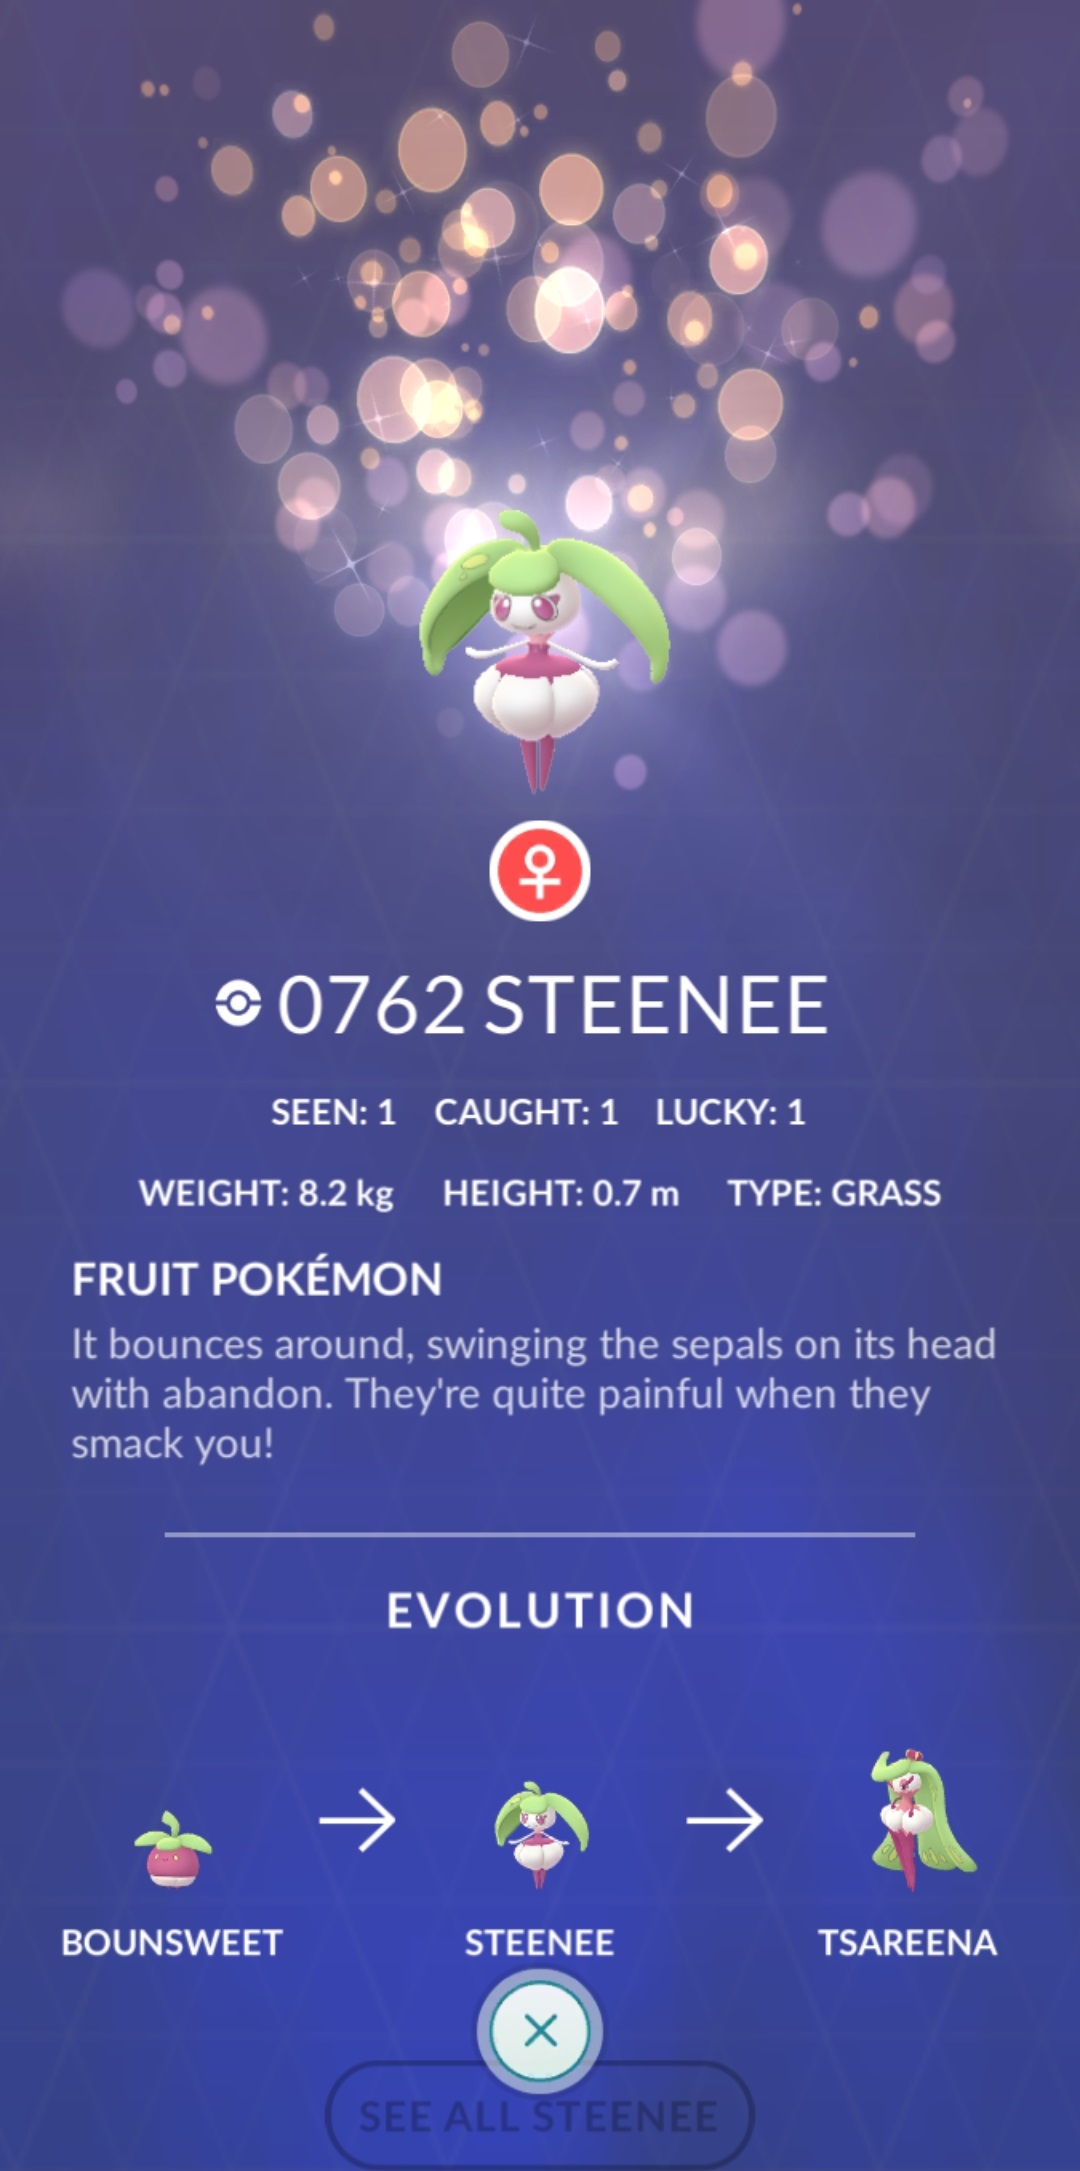 0762 STEENEE
SEEN: 1 CAUGHT: 1 LUCKY: 1
WEIGHT: 8.2 kg HEIGHT: 0.7 m TYPE: GRASS
FRUIT POKÉMON
It bounces around, swinging the sepals on its head
with abandon. They're quite painful when they
smack you!
EVOLUTION
BOUNSWEET STEENEE TSAREENA
SEE ALL STEENEE